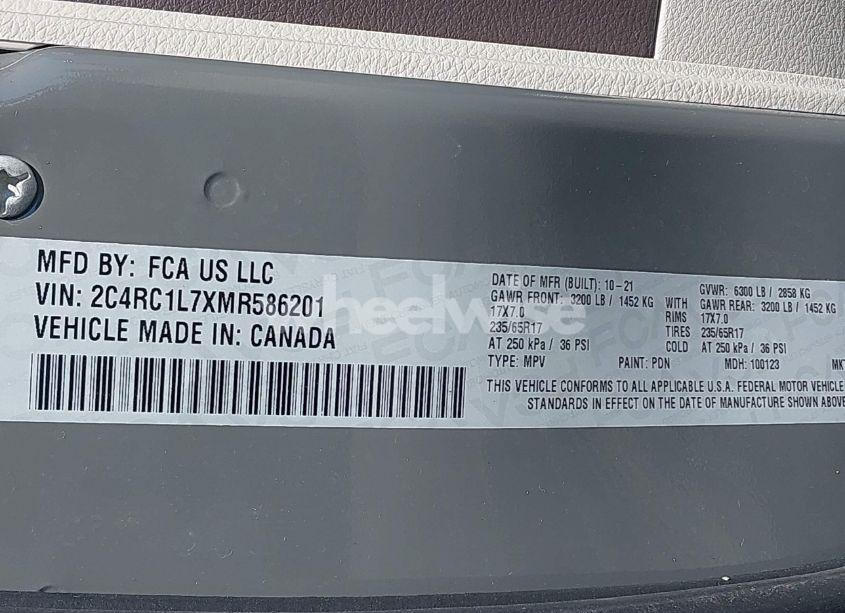 MFD BY: FCA US LLC
VIN: 2C4RC1L7XMR586201
VEHICLE MADE IN: CANADA
DATE OF MFR (BUILT): 10-21
GVWR: 6300 LB / 2858 KG
GAWR FRONT: 3200 LB / 1452 KG WITH GAWR REAR: 3200 LB / 1452 KG
17X7.0 RIMS 17X7.0
235/65R17 TIRES 235/65R17
AT 250 kPa / 36 PSI COLD AT 250 kPa / 36 PSI
TYPE: MPV PAINT: PDN MDH: 100123 MKT
THIS VEHICLE CONFORMS TO ALL APPLICABLE U.S.A. FEDERAL MOTOR VEHICLE
STANDARDS IN EFFECT ON THE DATE OF MANUFACTURE SHOWN ABOVE
heelwise